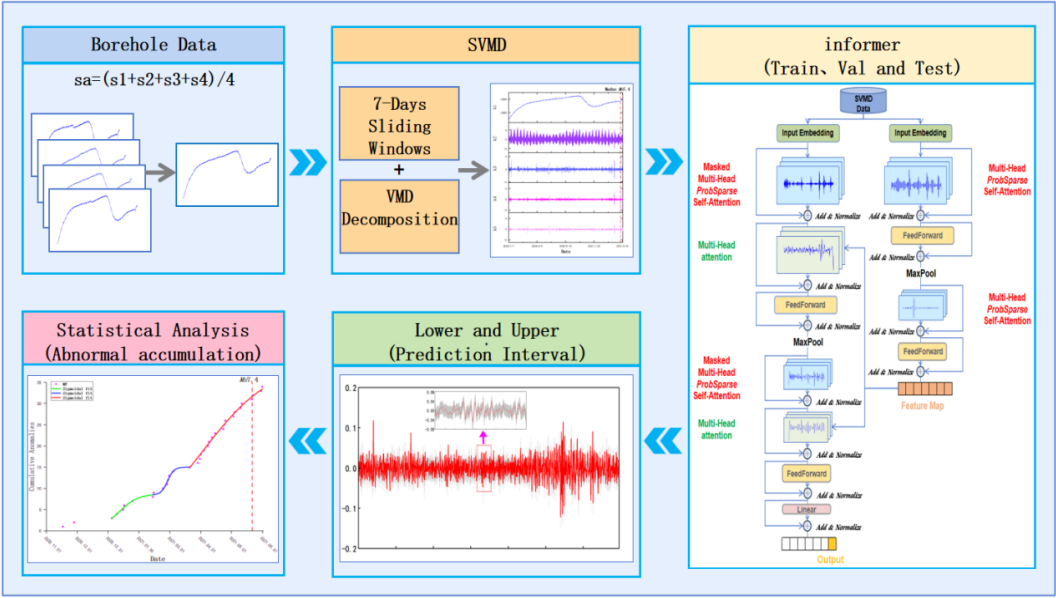 Borehole Data
sa=(s1+s2+s3+s4)/4
SVMD
7-Days
Sliding
Windows
+
VMD
Decomposition
Date
informer
(Train、Val and Test)
SVMD
Data
Input Embedding
Input Embedding
Masked
Multi-Head
ProbSparse
Self-Attention
Multi-Head
ProbSparse
Self-Attention
Add & Normalize
Add & Normalize
FeedForward
Multi-Head
attention
Add & Normalize
MaxPool
Add & Normalize
FeedForward
Multi-Head
ProbSparse
Self-Attention
Add & Normalize
Add & Normalize
MaxPool
FeedForward
Masked
Multi-Head
ProbSparse
Self-Attention
Add & Normalize
Add & Normalize
Feature Map
Multi-Head
attention
Add & Normalize
FeedForward
Add & Normalize
Linear
Add & Normalize
Output
Statistical Analysis
(Abnormal accumulation)
Cumulative Anomalies
Date
Lower and Upper
(Prediction Interval)
0.2
0.1
0.0
-0.1
-0.2